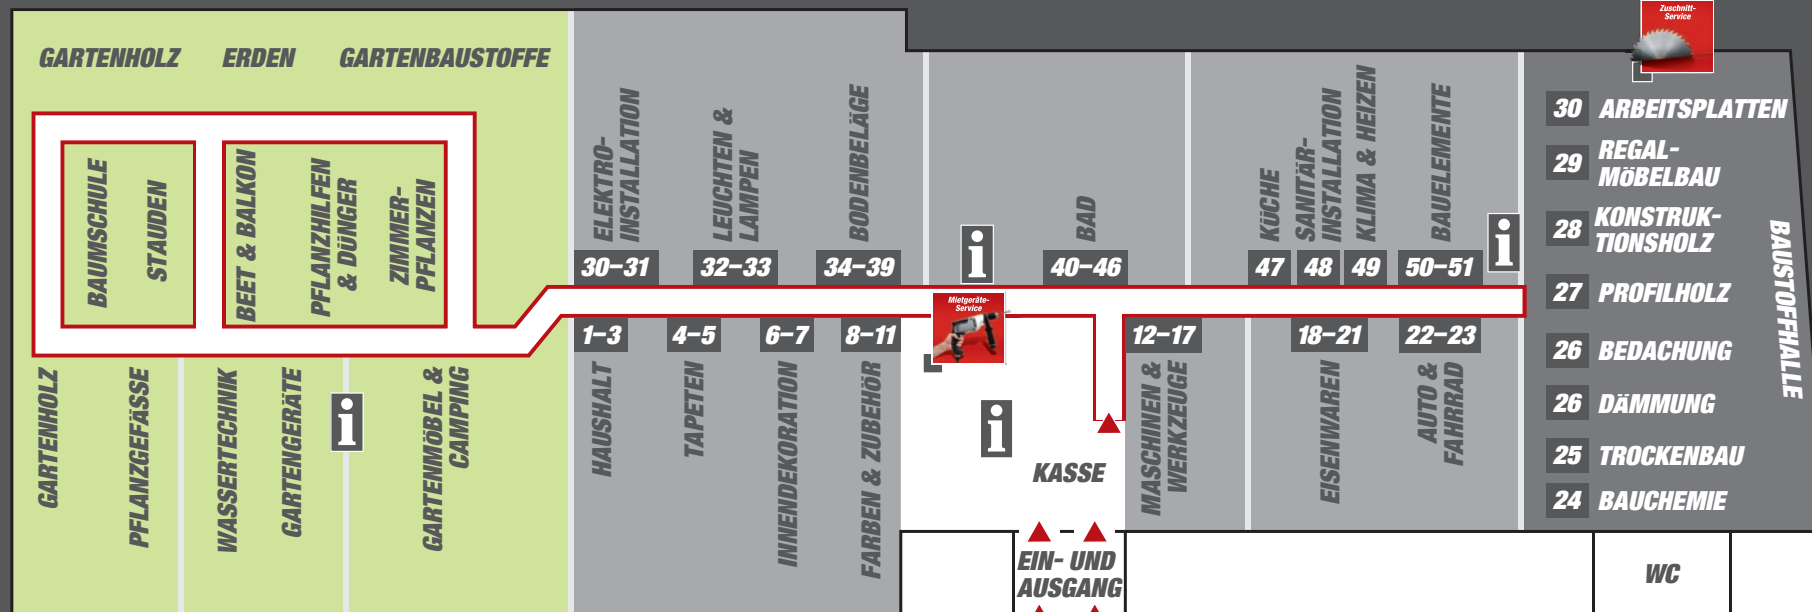 Zuschnitt-
Service
GARTENHOLZ
ERDEN
GARTENBAUSTOFFE
BAUMSCHULE
STAUDEN
BEET & BALKON
PFLANZHILFEN
& DÜNGER
ZIMMER-
PFLANZEN
ELEKTRO-
INSTALLATION
30–31
LEUCHTEN &
LAMPEN
32–33
BODENBELÄGE
34–39
i
BAD
40–46
KÜCHE
47
SANITÄR-
INSTALLATION
48
KLIMA & HEIZEN
49
BAUELEMENTE
50–51
i
30 ARBEITSPLATTEN
29 REGAL-
MÖBELBAU
28 KONSTRUK-
TIONSHOLZ
27 PROFILHOLZ
26 BEDACHUNG
26 DÄMMUNG
25 TROCKENBAU
24 BAUCHEMIE
BAUSTOFFHALLE
GARTENHOLZ
PFLANZGEFÄSSE
WASSERTECHNIK
GARTENGERÄTE
i
GARTENMÖBEL &
CAMPING
1–3
HAUSHALT
4–5
TAPETEN
6–7
INNENDEKORATION
8–11
FARBEN & ZUBEHÖR
Mietgeräte-
Service
i
KASSE
12–17
MASCHINEN &
WERKZEUGE
18–21
EISENWAREN
22–23
AUTO &
FAHRRAD
EIN- UND
AUSGANG
WC